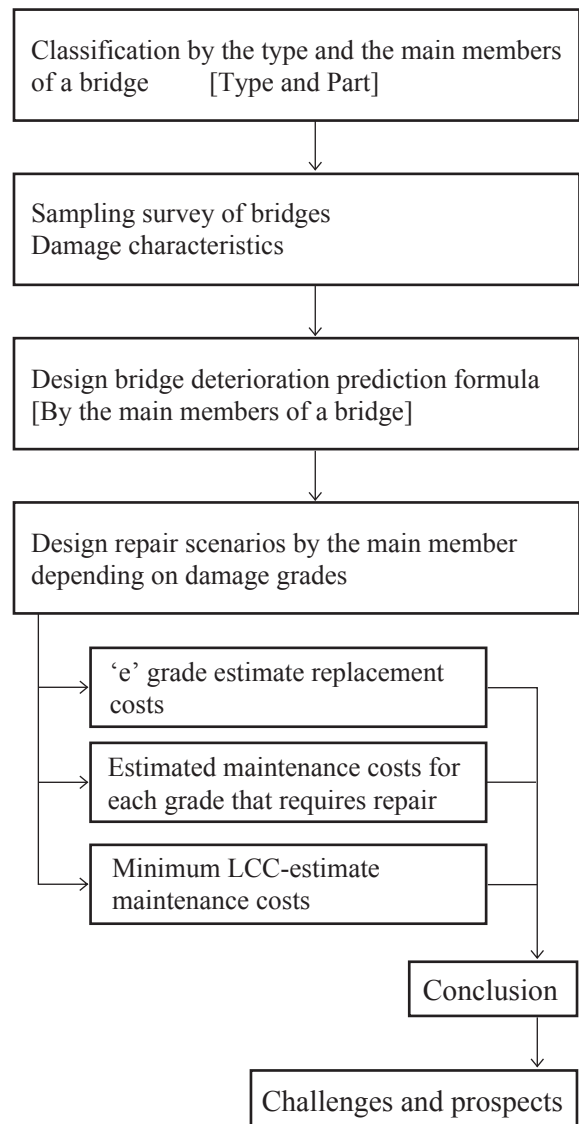 Classification by the type and the main members
of a bridge [Type and Part]
Sampling survey of bridges
Damage characteristics
Design bridge deterioration prediction formula
[By the main members of a bridge]
Design repair scenarios by the main member
depending on damage grades
‘e’ grade estimate replacement
costs
Estimated maintenance costs for
each grade that requires repair
Minimum LCC-estimate
maintenance costs
Conclusion
Challenges and prospects